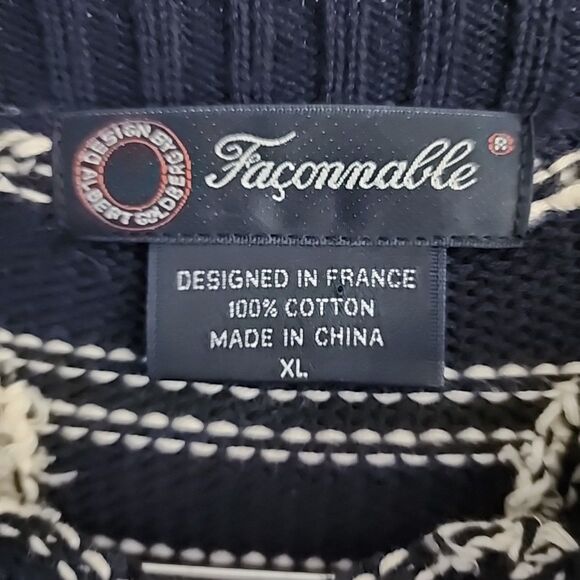 DESIGN BY ALBERT GOLDBERG
Façonnable®
DESIGNED IN FRANCE
100% COTTON
MADE IN CHINA
XL